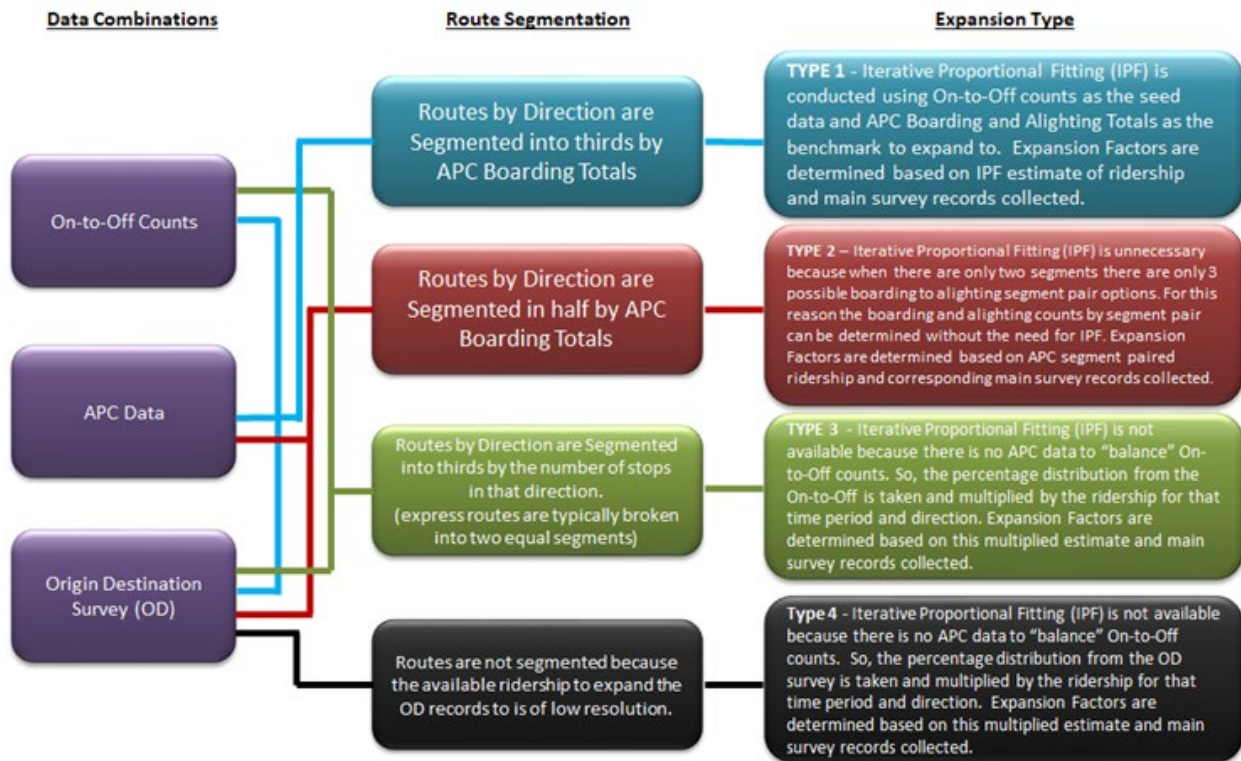 Data Combinations
Route Segmentation
Expansion Type
On-to-Off Counts
APC Data
Origin Destination
Survey (OD)
Routes by Direction are
Segmented into thirds by
APC Boarding Totals
Routes by Direction are
Segmented in half by APC
Boarding Totals
Routes by Direction are Segmented
into thirds by the number of stops
in that direction.
(express routes are typically broken
into two equal segments)
Routes are not segmented because
the available ridership to expand the
OD records to is of low resolution.
TYPE 1 - Iterative Proportional Fitting (IPF) is
conducted using On-to-Off counts as the seed
data and APC Boarding and Alighting Totals as the
benchmark to expand to. Expansion Factors are
determined based on IPF estimate of ridership
and main survey records collected.
TYPE 2 – Iterative Proportional Fitting (IPF) is unnecessary
because when there are only two segments there are only 3
possible boarding to alighting segment pair options. For this
reason the boarding and alighting counts by segment pair
can be determined without the need for IPF. Expansion
Factors are determined based on APC segment paired
ridership and corresponding main survey records collected.
TYPE 3 - Iterative Proportional Fitting (IPF) is not
available because there is no APC data to “balance” On-
to-Off counts. So, the percentage distribution from the
On-to-Off is taken and multiplied by the ridership for that
time period and direction. Expansion Factors are
determined based on this multiplied estimate and main
survey records collected.
Type 4 - Iterative Proportional Fitting (IPF) is not available
because there is no APC data to “balance” On-to-Off
counts. So, the percentage distribution from the OD
survey is taken and multiplied by the ridership for that
time period and direction. Expansion Factors are
determined based on this multiplied estimate and main
survey records collected.